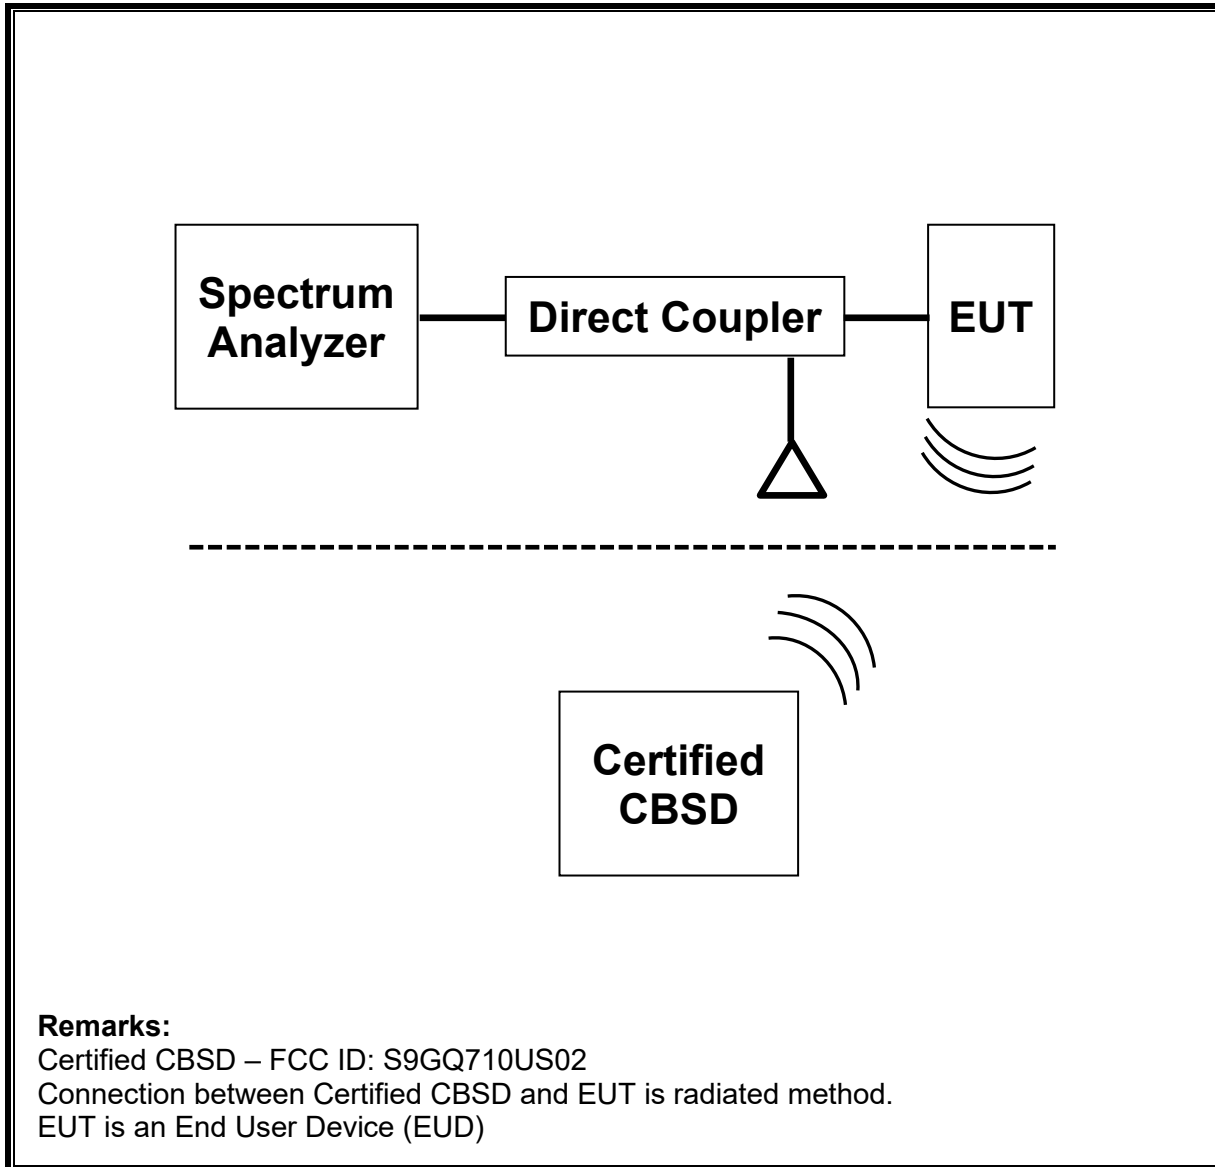 Spectrum
Analyzer
Direct Coupler
EUT
Certified
CBSD
Remarks:
Certified CBSD – FCC ID: S9GQ710US02
Connection between Certified CBSD and EUT is radiated method.
EUT is an End User Device (EUD)